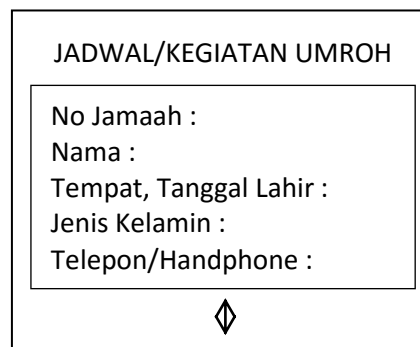 JADWAL/KEGIATAN UMROH
No Jamaah :
Nama :
Tempat, Tanggal Lahir :
Jenis Kelamin :
Telepon/Handphone :